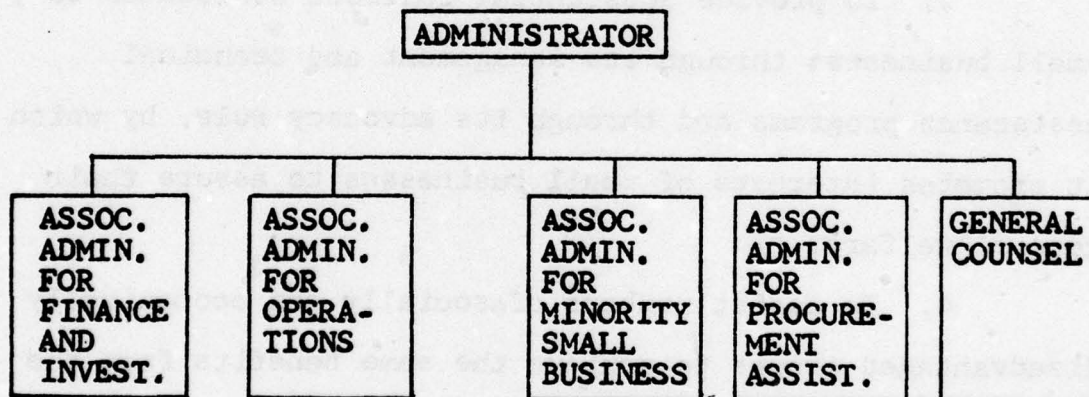 ADMINISTRATOR
ASSOC.
ADMIN.
FOR
FINANCE
AND
INVEST.
ASSOC.
ADMIN.
FOR
OPERA-
TIONS
ASSOC.
ADMIN.
FOR
MINORITY
SMALL
BUSINESS
ASSOC.
ADMIN.
FOR
PROCURE-
MENT
ASSIST.
GENERAL
COUNSEL